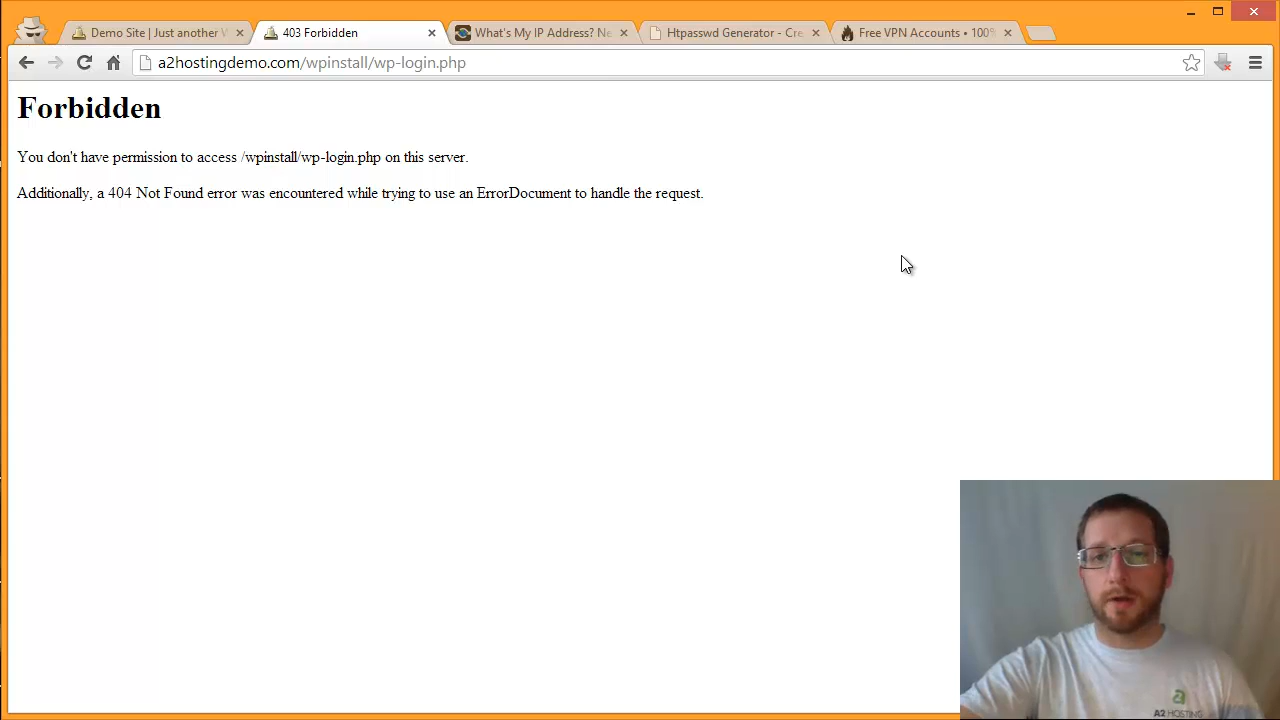 Demo Site | Just another W
403 Forbidden
What's My IP Address? Ne
Htpasswd Generator - Cre
Free VPN Accounts • 100%
a2hostingdemo.com/wpinstall/wp-login.php
Forbidden
You don't have permission to access /wpinstall/wp-login.php on this server.
Additionally, a 404 Not Found error was encountered while trying to use an ErrorDocument to handle the request.
a
A2 HOSTING